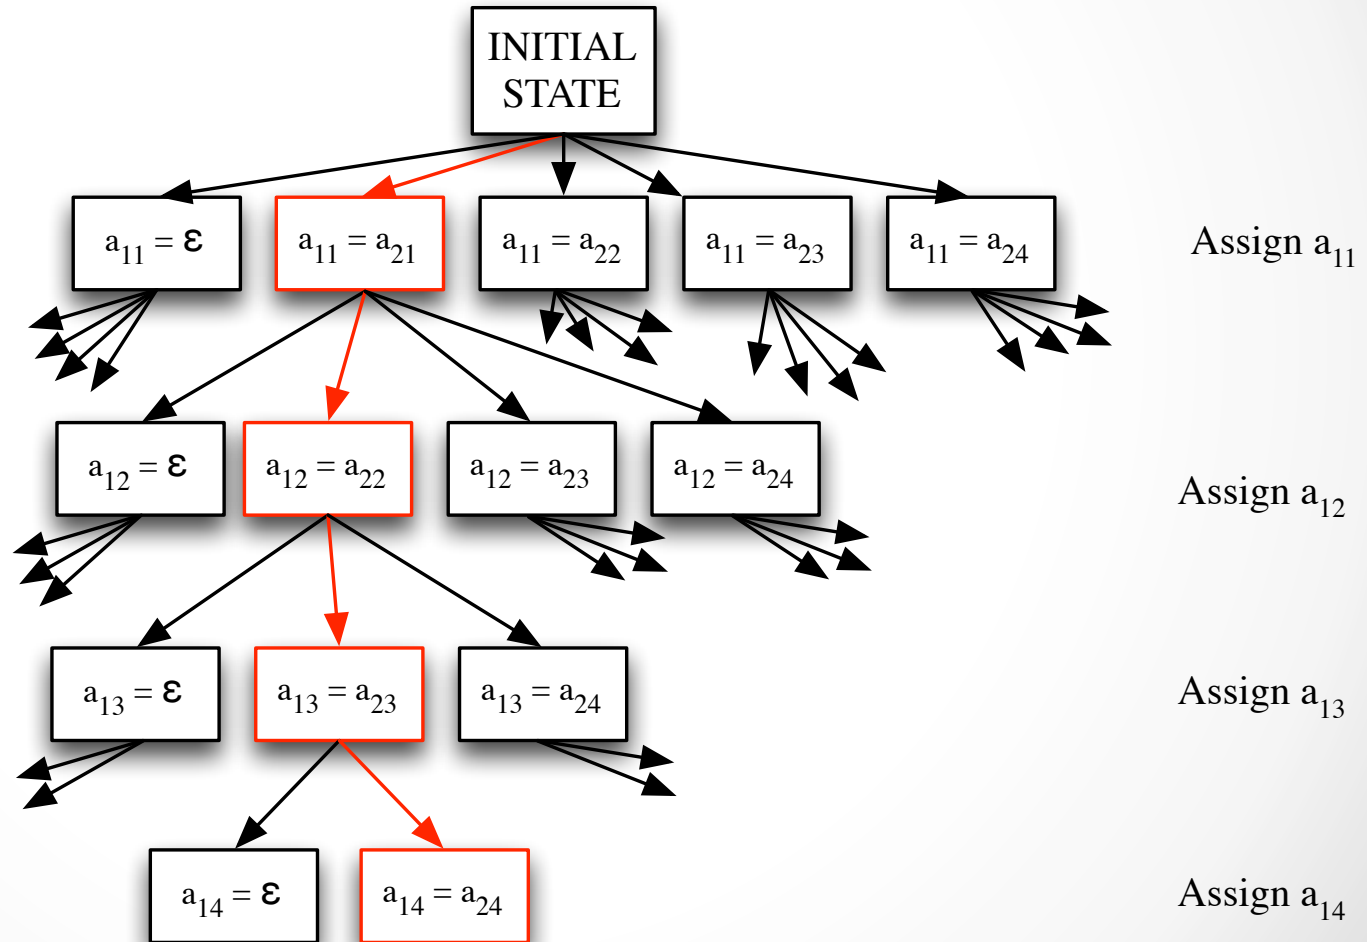 INITIAL
STATE
a₁₁ = ε
a₁₁ = a₂₁
a₁₁ = a₂₂
a₁₁ = a₂₃
a₁₁ = a₂₄
Assign a₁₁
a₁₂ = ε
a₁₂ = a₂₂
a₁₂ = a₂₃
a₁₂ = a₂₄
Assign a₁₂
a₁₃ = ε
a₁₃ = a₂₃
a₁₃ = a₂₄
Assign a₁₃
a₁₄ = ε
a₁₄ = a₂₄
Assign a₁₄